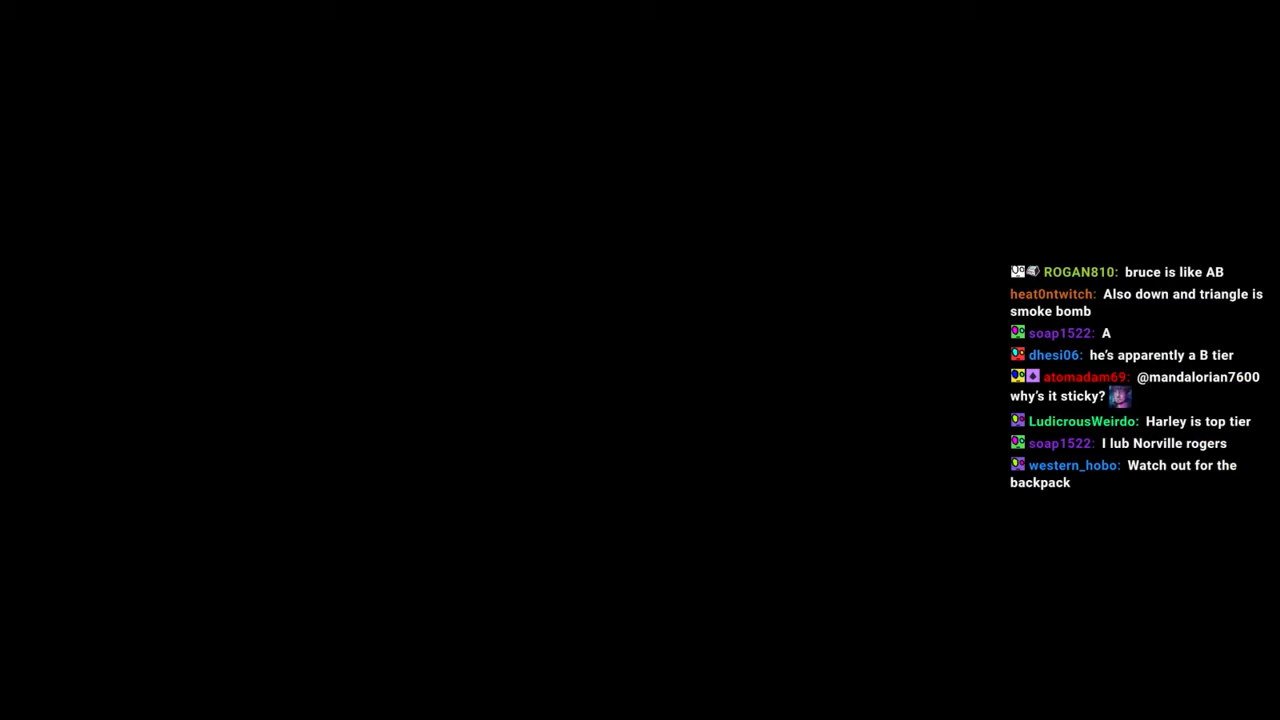 ROGAN810: bruce is like AB
heat0ntwitch: Also down and triangle is
smoke bomb
soap1522: A
dhesi06: he's apparently a B tier
atomadam69: @mandalorian7600
why's it sticky?
LudicrousWeirdo: Harley is top tier
soap1522: I lub Norville rogers
western_hobo: Watch out for the
backpack